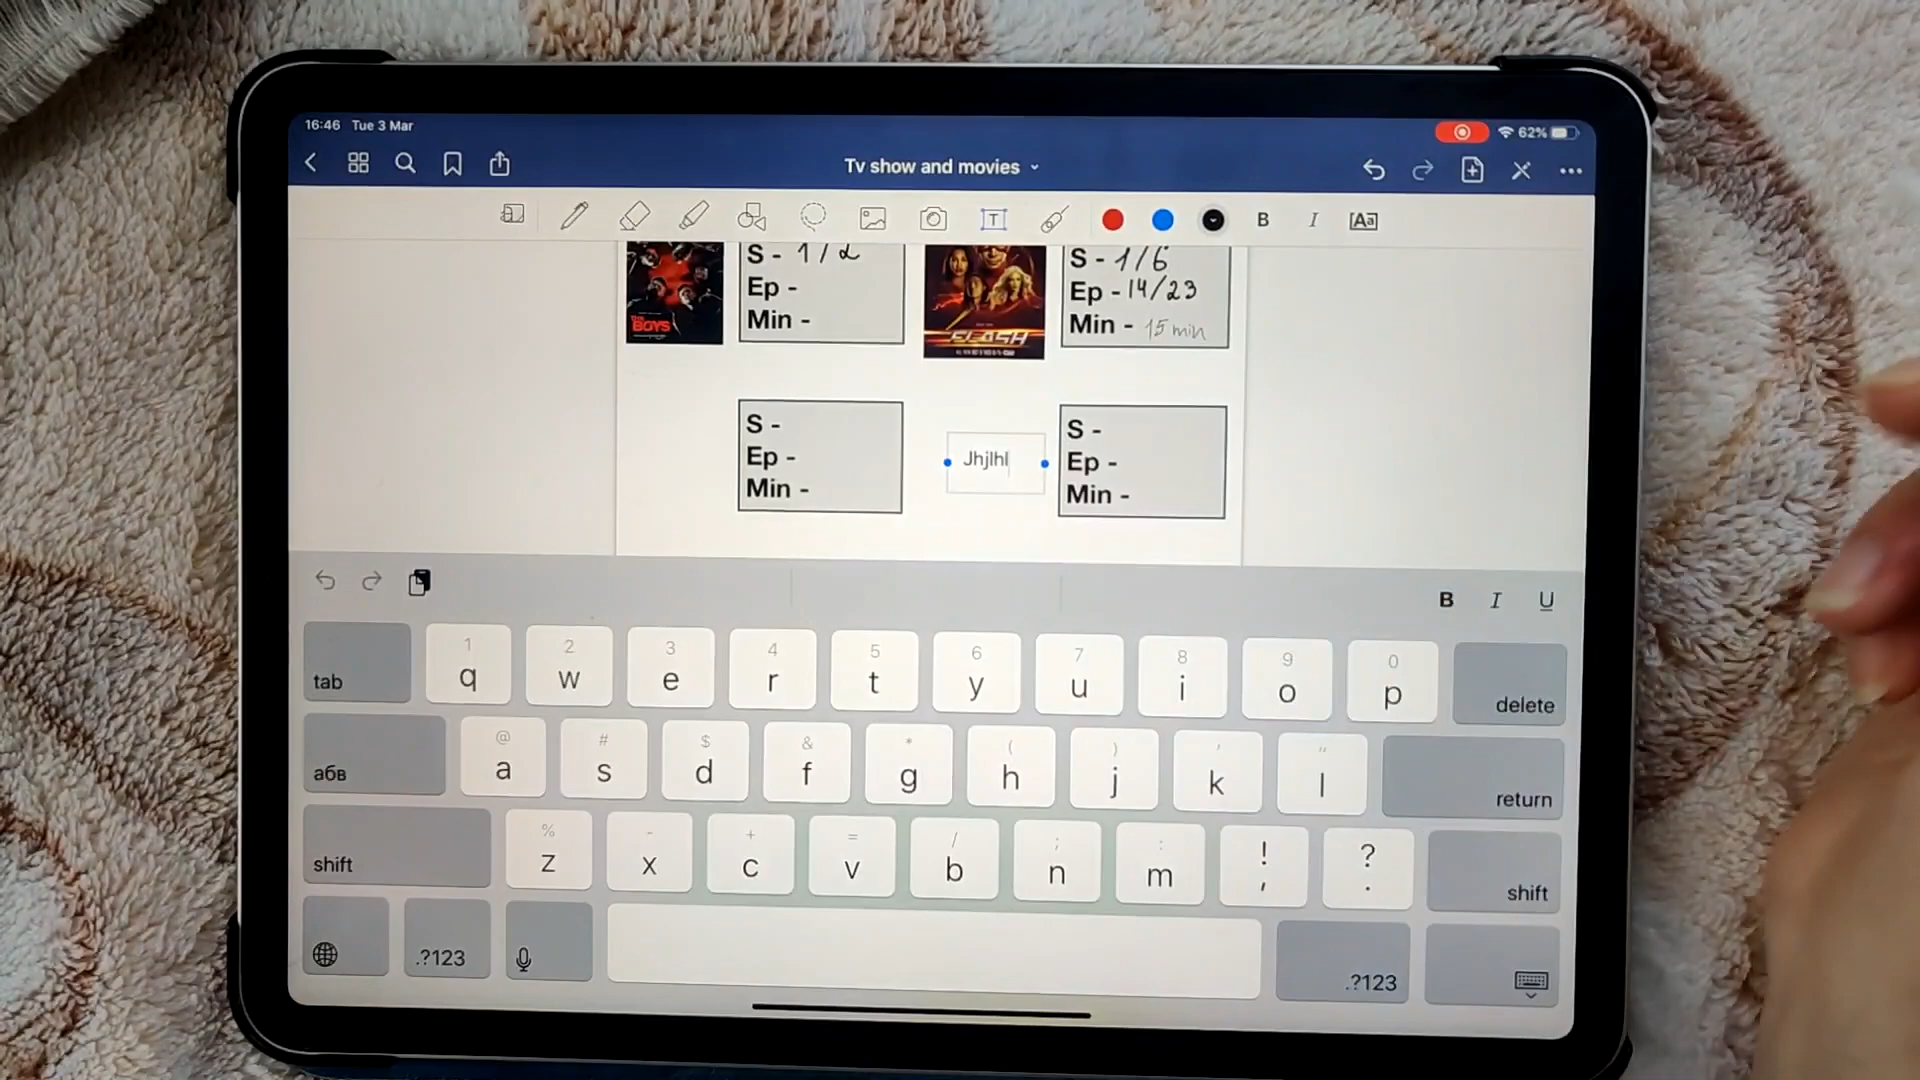 16:46 Tue 3 Mar
62%
Tv show and movies
T
B I Aa
S - 1/2
Ep -
Min -
THE BOYS
FLASH
S - 1/6
Ep - 14/23
Min - 15 min
S -
Ep -
Min -
Jhjlhl
S -
Ep -
Min -
B I U
tab 1 q 2 w 3 e 4 r 5 t 6 y 7 u 8 i 9 o 0 p delete
абв @ a # s $ d & f * g ( h ) j ' k " l return
shift % z - x + c = v / b ; n : m ! , ? . shift
.?123 .?123